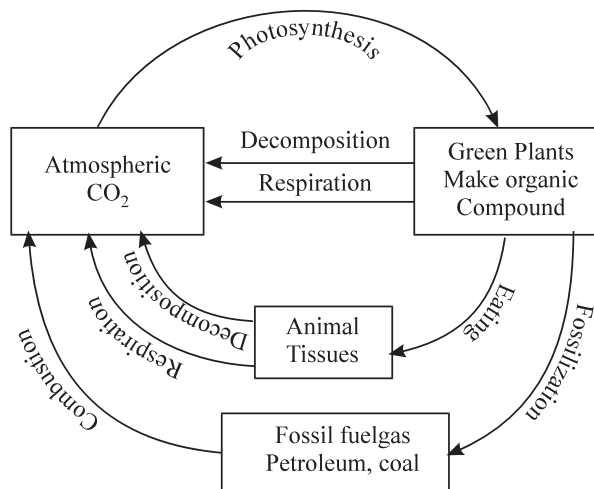 Photosynthesis
Atmospheric
CO₂
Decomposition
Respiration
Green Plants
Make organic
Compound
Decomposition
Respiration
Combustion
Animal
Tissues
Eating
Fossilization
Fossil fuelgas
Petroleum, coal